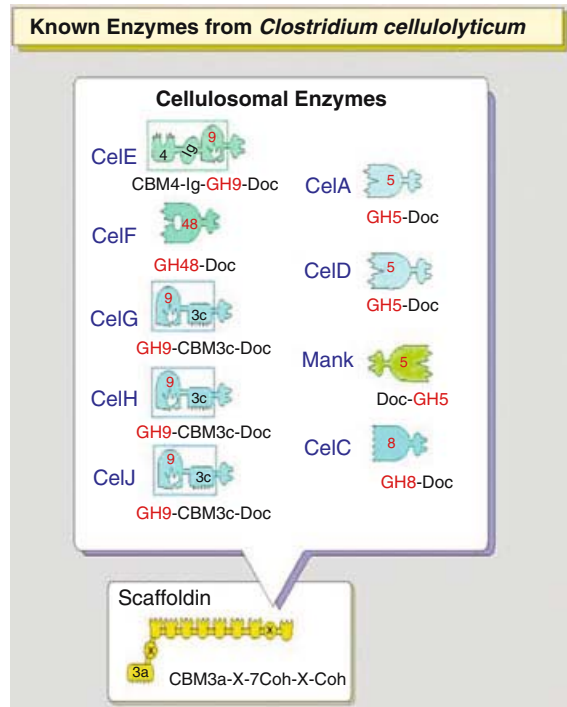 Known Enzymes from Clostridium cellulolyticum
Cellulosomal Enzymes
CelE
4 Ig 9
CBM4-Ig-GH9-Doc
CelF
48
GH48-Doc
CelG
9 3c
GH9-CBM3c-Doc
CelH
9 3c
GH9-CBM3c-Doc
CelJ
9 3c
GH9-CBM3c-Doc
CelA
5
GH5-Doc
CelD
5
GH5-Doc
Mank
5
Doc-GH5
CelC
8
GH8-Doc
Scaffoldin
X
X
3a
CBM3a-X-7Coh-X-Coh